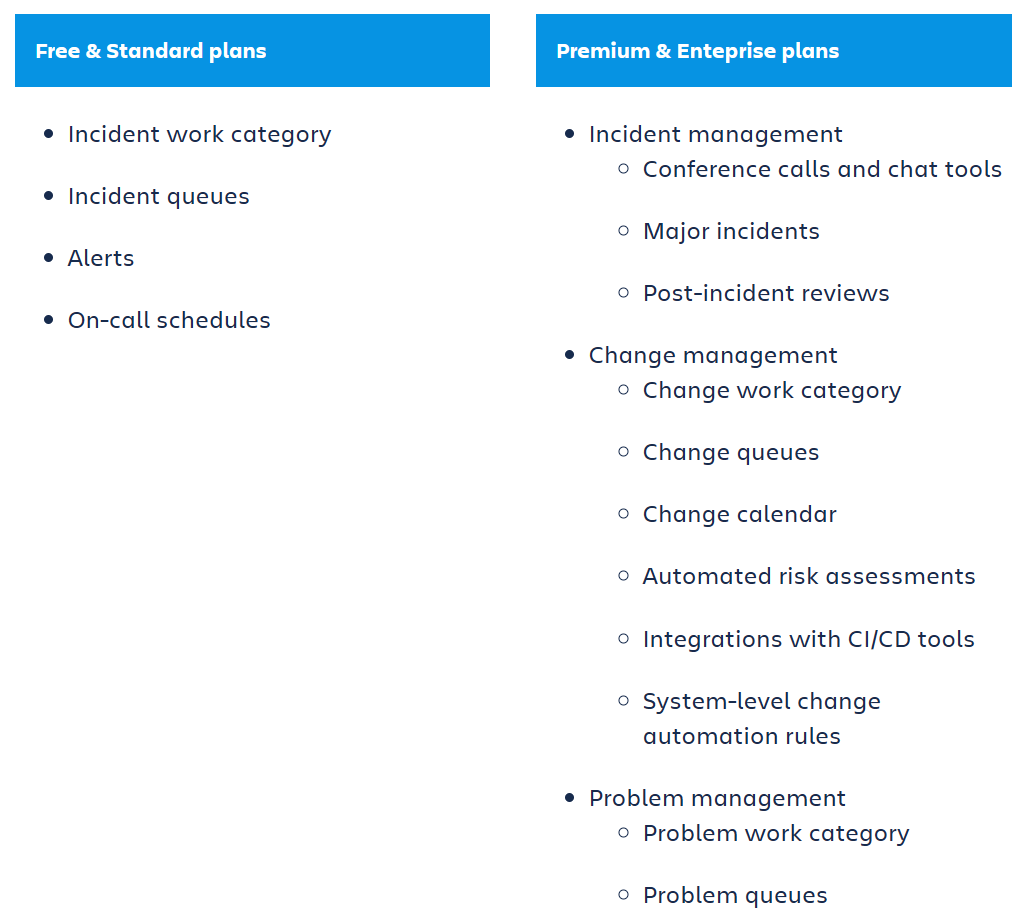 Free & Standard plans
Incident work category
Incident queues
Alerts
On-call schedules
Premium & Enteprise plans
Incident management
Conference calls and chat tools
Major incidents
Post-incident reviews
Change management
Change work category
Change queues
Change calendar
Automated risk assessments
Integrations with CI/CD tools
System-level change
automation rules
Problem management
Problem work category
Problem queues